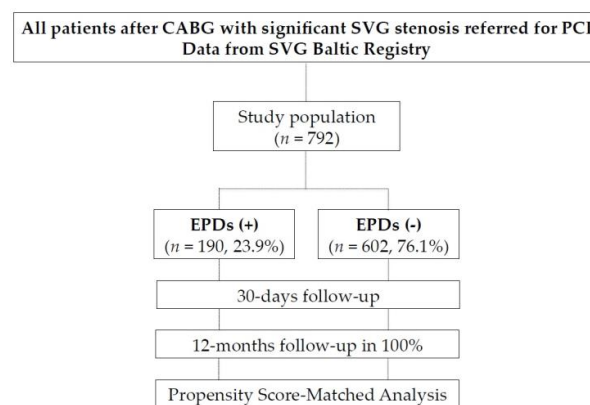 All patients after CABG with significant SVG stenosis referred for PCI
Data from SVG Baltic Registry
Study population
(n = 792)
EPDs (+)
(n = 190, 23.9%)
EPDs (-)
(n = 602, 76.1%)
30-days follow-up
12-months follow-up in 100%
Propensity Score-Matched Analysis